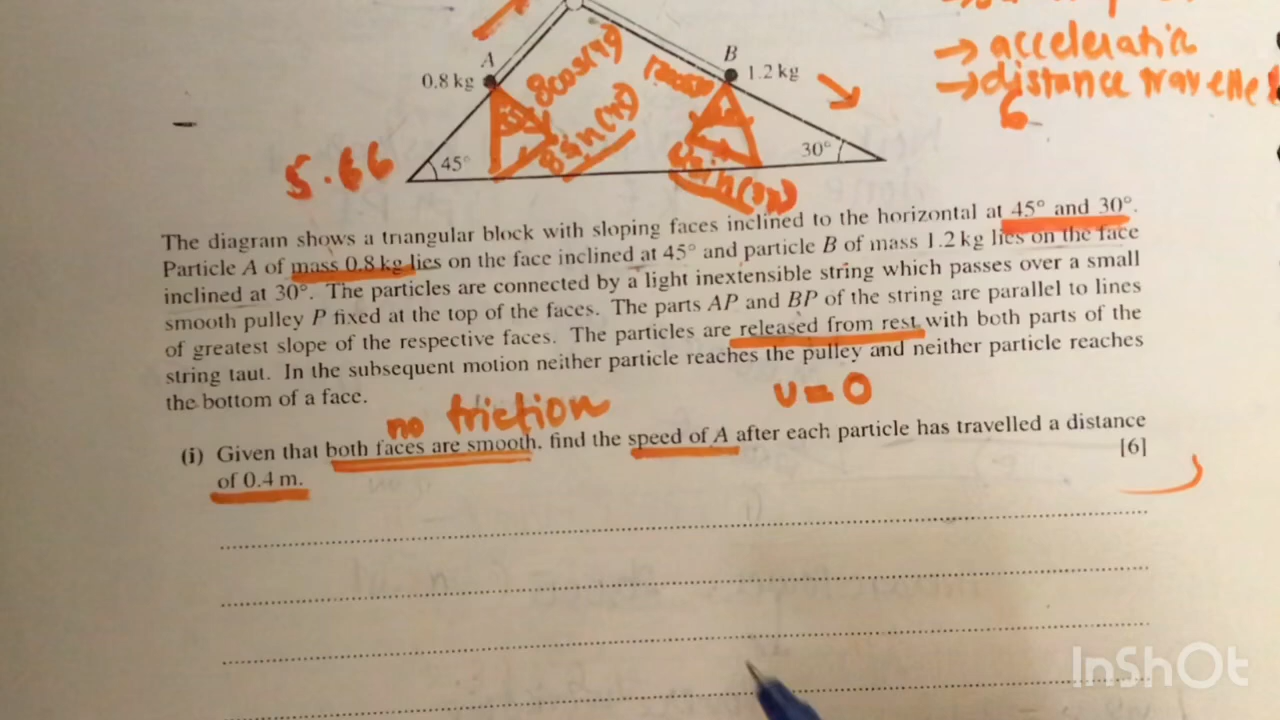 → acceleratio
→ distance travelle
6
A
0.8 kg
8cos(45)
8sin(45)
B
1.2 kg
5.66
45°
30°
The diagram shows a triangular block with sloping faces inclined to the horizontal at 45° and 30°.
Particle A of mass 0.8 kg lies on the face inclined at 45° and particle B of mass 1.2 kg lies on the face
inclined at 30°. The particles are connected by a light inextensible string which passes over a small
smooth pulley P fixed at the top of the faces. The parts AP and BP of the string are parallel to lines
of greatest slope of the respective faces. The particles are released from rest with both parts of the
string taut. In the subsequent motion neither particle reaches the pulley and neither particle reaches
the bottom of a face.
no friction
u=0
(i) Given that both faces are smooth, find the speed of A after each particle has travelled a distance
of 0.4 m.
[6]
InShOt